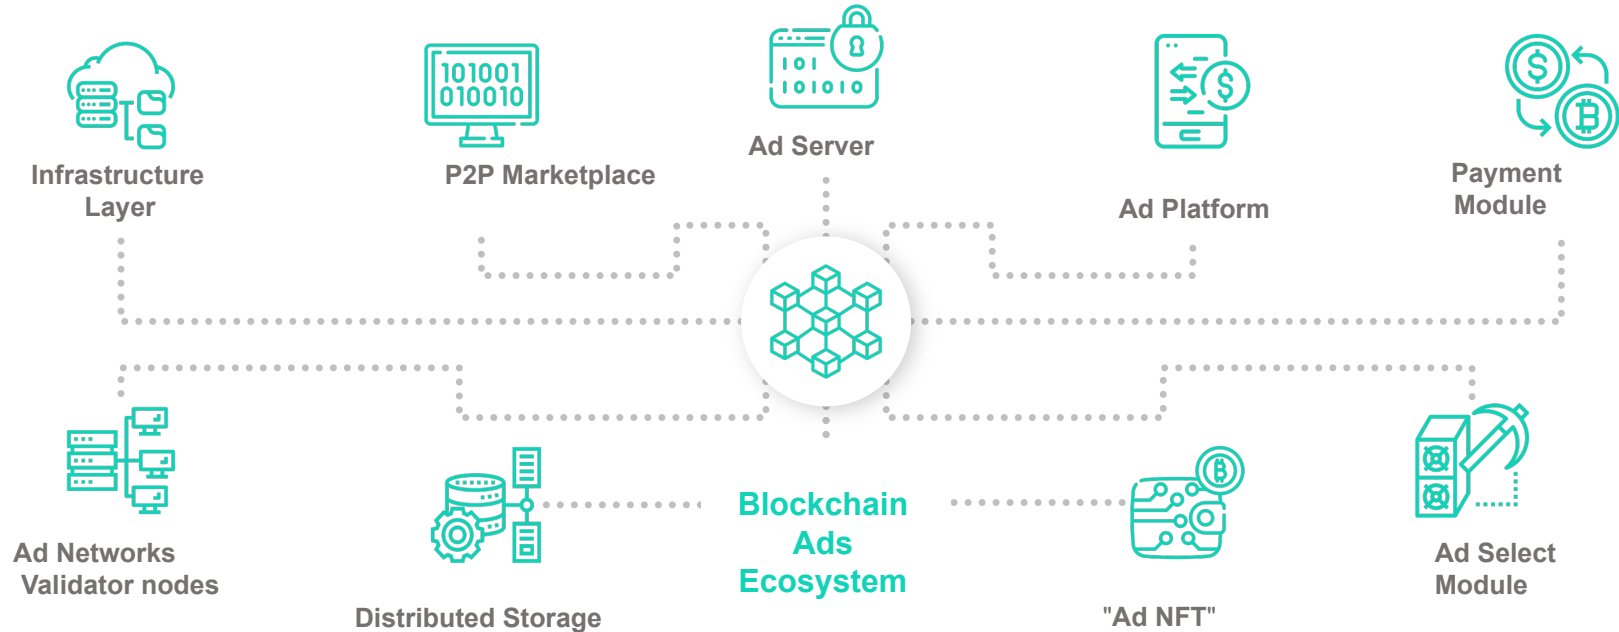 101001
010010
101
01010
Ad Server
Infrastructure
Layer
P2P Marketplace
Ad Platform
Payment
Module
Blockchain
Ads
Ecosystem
Ad Networks
Validator nodes
Distributed Storage
"Ad NFT"
Ad Select
Module